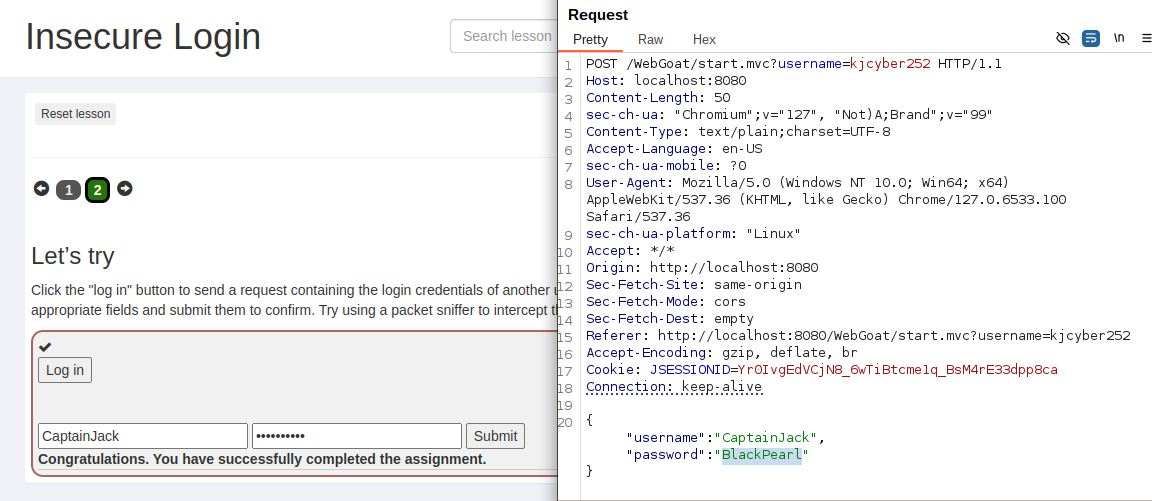 Insecure Login
Search lesson
Reset lesson
1 2
Let's try
Click the "log in" button to send a request containing the login credentials of another
appropriate fields and submit them to confirm. Try using a packet sniffer to intercept
Log in
CaptainJack •••••••••• Submit
Congratulations. You have successfully completed the assignment.
Request
Pretty Raw Hex
\n
1 POST /WebGoat/start.mvc?username=kjcyber252 HTTP/1.1
2 Host: localhost:8080
3 Content-Length: 50
4 sec-ch-ua: "Chromium";v="127", "Not)A;Brand";v="99"
5 Content-Type: text/plain;charset=UTF-8
6 Accept-Language: en-US
7 sec-ch-ua-mobile: ?0
8 User-Agent: Mozilla/5.0 (Windows NT 10.0; Win64; x64)
AppleWebKit/537.36 (KHTML, like Gecko) Chrome/127.0.6533.100
Safari/537.36
9 sec-ch-ua-platform: "Linux"
10 Accept: */*
11 Origin: http://localhost:8080
12 Sec-Fetch-Site: same-origin
13 Sec-Fetch-Mode: cors
14 Sec-Fetch-Dest: empty
15 Referer: http://localhost:8080/WebGoat/start.mvc?username=kjcyber252
16 Accept-Encoding: gzip, deflate, br
17 Cookie: JSESSIONID=YrOIvgEdVCjN8_6wTiBtcme1q_BsM4rE33dpp8ca
18 Connection: keep-alive
19
20 {
"username":"CaptainJack",
"password":"BlackPearl"
}